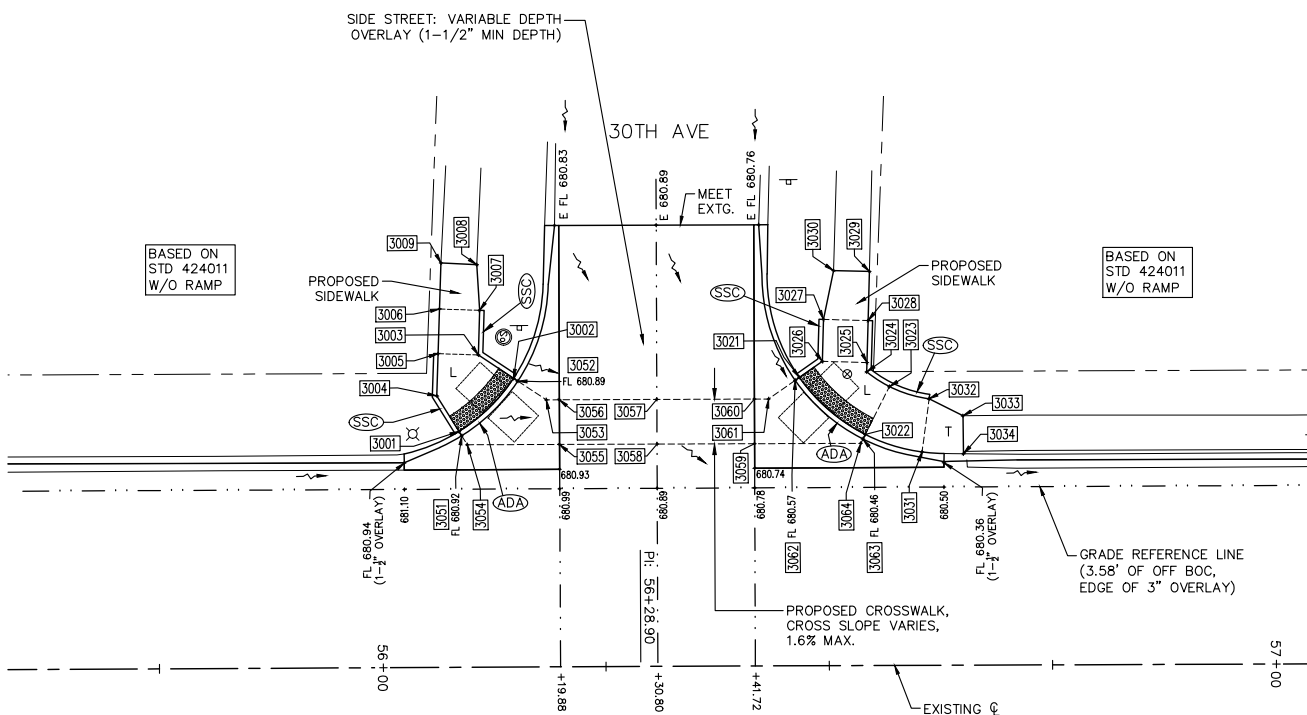 SIDE STREET: VARIABLE DEPTH
OVERLAY (1-1/2" MIN DEPTH)
30TH AVE
E FL 680.83
E 680.89
E FL 680.76
MEET
EXTG.
BASED ON
STD 424011
W/O RAMP
BASED ON
STD 424011
W/O RAMP
3009
3008
3007
PROPOSED
SIDEWALK
SSC
3006
3003
3002
3005
L
3052
FL 680.89
3004
SSC
3001
3056
3057
3053
3055
3058
680.93
3030
3029
PROPOSED
SIDEWALK
SSC
3027
3028
3024
3023
3021
3026
3025
SSC
L
3032
3033
3060
3061
3022
3034
T
ADA
3059
680.74
FL 680.94
(1-1/2" OVERLAY)
681.10
3051
FL 680.92
3054
ADA
680.99
680.89
680.78
FL 680.57
3062
3064
FL 680.46
3063
3031
680.50
FL 680.36
(1-1/2" OVERLAY)
GRADE REFERENCE LINE
(3.58' OF OFF BOC,
EDGE OF 3" OVERLAY)
PI: 56+28.90
PROPOSED CROSSWALK,
CROSS SLOPE VARIES,
1.6% MAX.
56+00
+19.88
+30.80
+41.72
57+00
EXISTING ℄